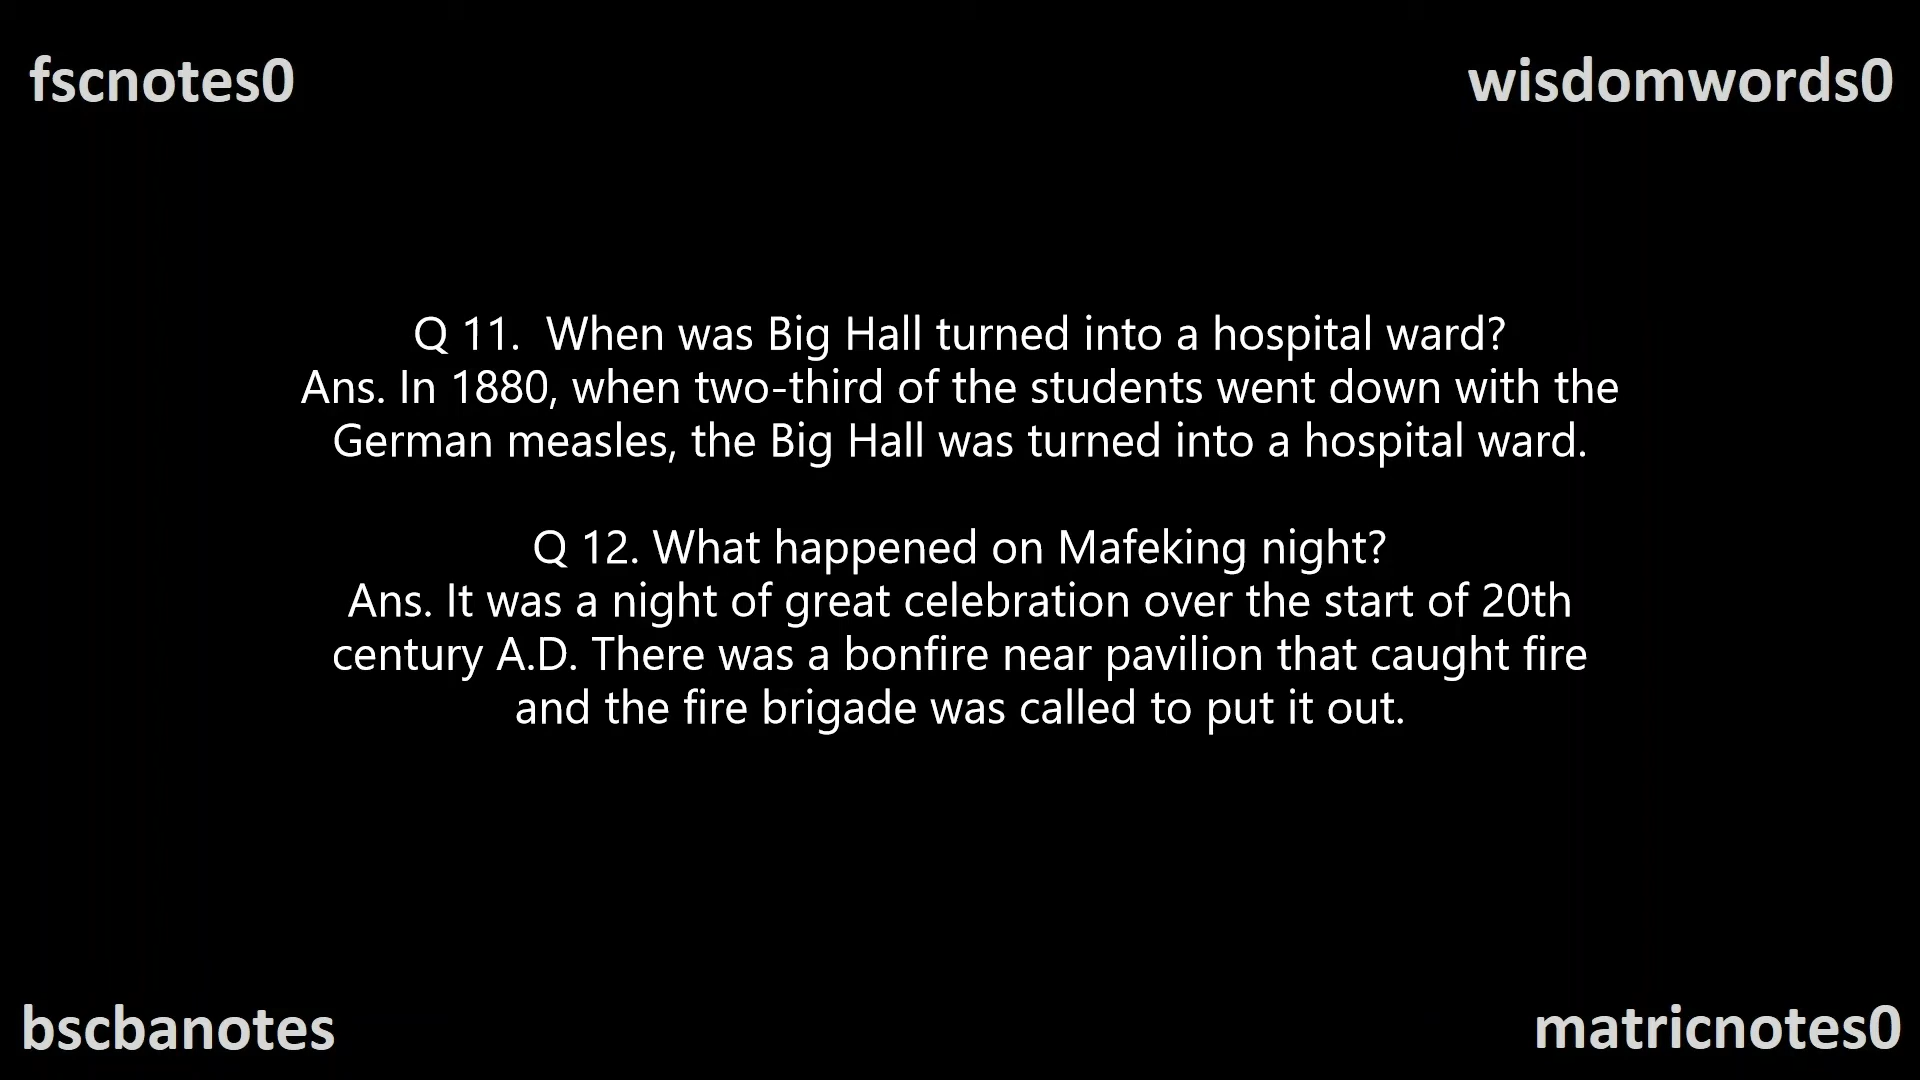 fscnotes0
wisdomwords0
Q 11.  When was Big Hall turned into a hospital ward?
Ans. In 1880, when two-third of the students went down with the
German measles, the Big Hall was turned into a hospital ward.
Q 12. What happened on Mafeking night?
Ans. It was a night of great celebration over the start of 20th
century A.D. There was a bonfire near pavilion that caught fire
and the fire brigade was called to put it out.
bscbanotes
matricnotes0